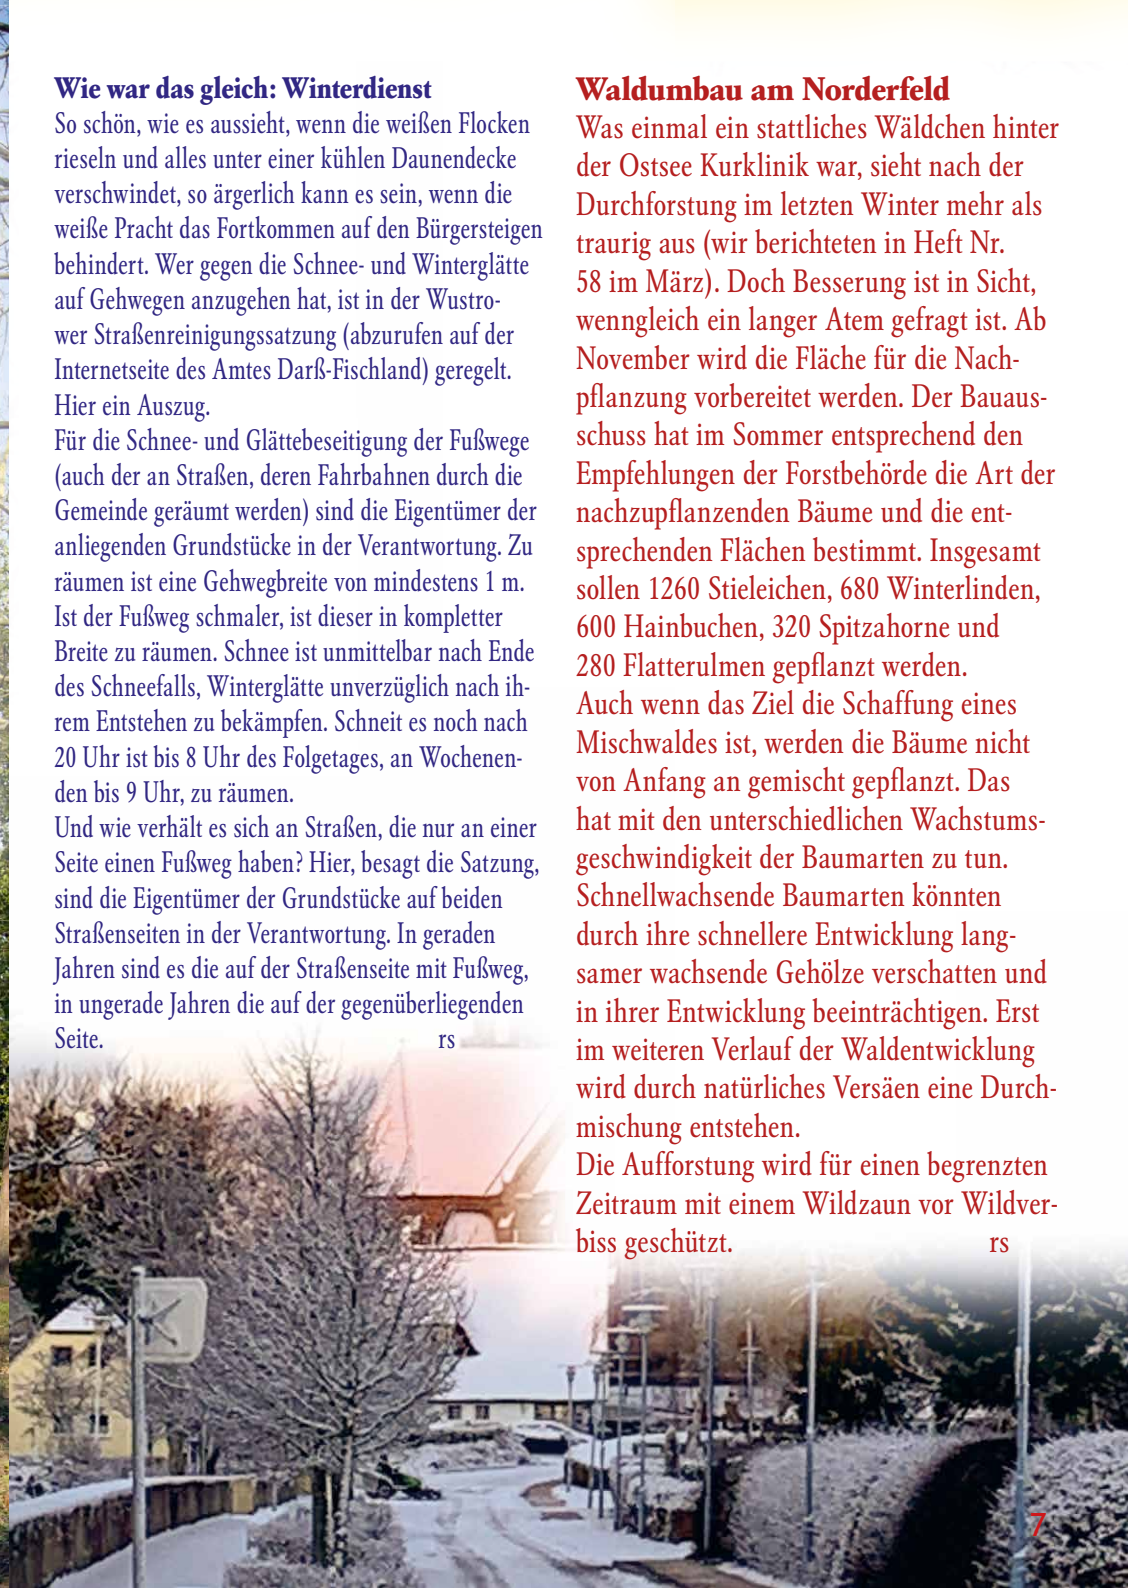 Wie war das gleich: Winterdienst
So schön, wie es aussieht, wenn die weißen Flocken
rieseln und alles unter einer kühlen Daunendecke
verschwindet, so ärgerlich kann es sein, wenn die
weiße Pracht das Fortkommen auf den Bürgersteigen
behindert. Wer gegen die Schnee- und Winterglätte
auf Gehwegen anzugehen hat, ist in der Wustro-
wer Straßenreinigungssatzung (abzurufen auf der
Internetseite des Amtes Darß-Fischland) geregelt.
Hier ein Auszug.
Für die Schnee- und Glättebeseitigung der Fußwege
(auch der an Straßen, deren Fahrbahnen durch die
Gemeinde geräumt werden) sind die Eigentümer der
anliegenden Grundstücke in der Verantwortung. Zu
räumen ist eine Gehwegbreite von mindestens 1 m.
Ist der Fußweg schmaler, ist dieser in kompletter
Breite zu räumen. Schnee ist unmittelbar nach Ende
des Schneefalls, Winterglätte unverzüglich nach ih-
rem Entstehen zu bekämpfen. Schneit es noch nach
20 Uhr ist bis 8 Uhr des Folgetages, an Wochenen-
den bis 9 Uhr, zu räumen.
Und wie verhält es sich an Straßen, die nur an einer
Seite einen Fußweg haben? Hier, besagt die Satzung,
sind die Eigentümer der Grundstücke auf beiden
Straßenseiten in der Verantwortung. In geraden
Jahren sind es die auf der Straßenseite mit Fußweg,
in ungerade Jahren die auf der gegenüberliegenden
Seite. rs
Waldumbau am Norderfeld
Was einmal ein stattliches Wäldchen hinter
der Ostsee Kurklinik war, sieht nach der
Durchforstung im letzten Winter mehr als
traurig aus (wir berichteten in Heft Nr.
58 im März). Doch Besserung ist in Sicht,
wenngleich ein langer Atem gefragt ist. Ab
November wird die Fläche für die Nach-
pflanzung vorbereitet werden. Der Bauaus-
schuss hat im Sommer entsprechend den
Empfehlungen der Forstbehörde die Art der
nachzupflanzenden Bäume und die ent-
sprechenden Flächen bestimmt. Insgesamt
sollen 1260 Stieleichen, 680 Winterlinden,
600 Hainbuchen, 320 Spitzahorne und
280 Flatterulmen gepflanzt werden.
Auch wenn das Ziel die Schaffung eines
Mischwaldes ist, werden die Bäume nicht
von Anfang an gemischt gepflanzt. Das
hat mit den unterschiedlichen Wachstums-
geschwindigkeit der Baumarten zu tun.
Schnellwachsende Baumarten könnten
durch ihre schnellere Entwicklung lang-
samer wachsende Gehölze verschatten und
in ihrer Entwicklung beeinträchtigen. Erst
im weiteren Verlauf der Waldentwicklung
wird durch natürliches Versäen eine Durch-
mischung entstehen.
Die Aufforstung wird für einen begrenzten
Zeitraum mit einem Wildzaun vor Wildver-
biss geschützt. rs
7